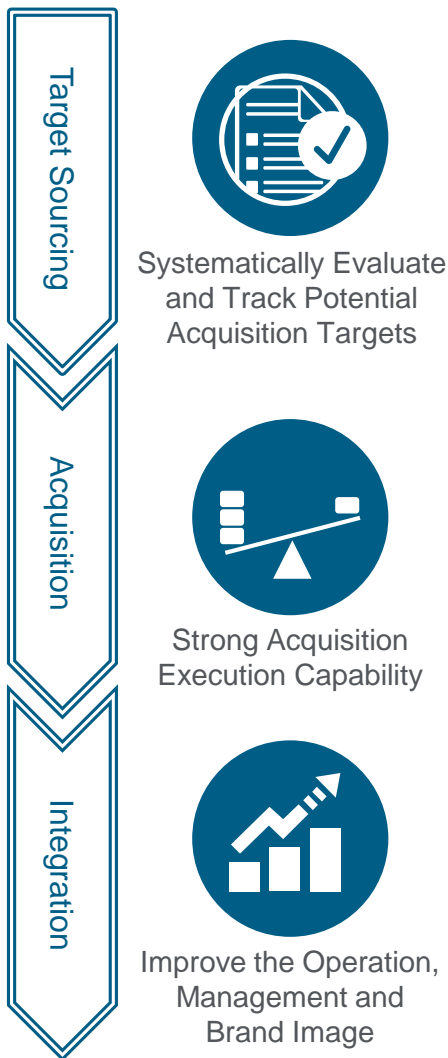 Target Sourcing
Systematically Evaluate
and Track Potential
Acquisition Targets
Acquisition
Strong Acquisition
Execution Capability
Integration
Improve the Operation,
Management and
Brand Image